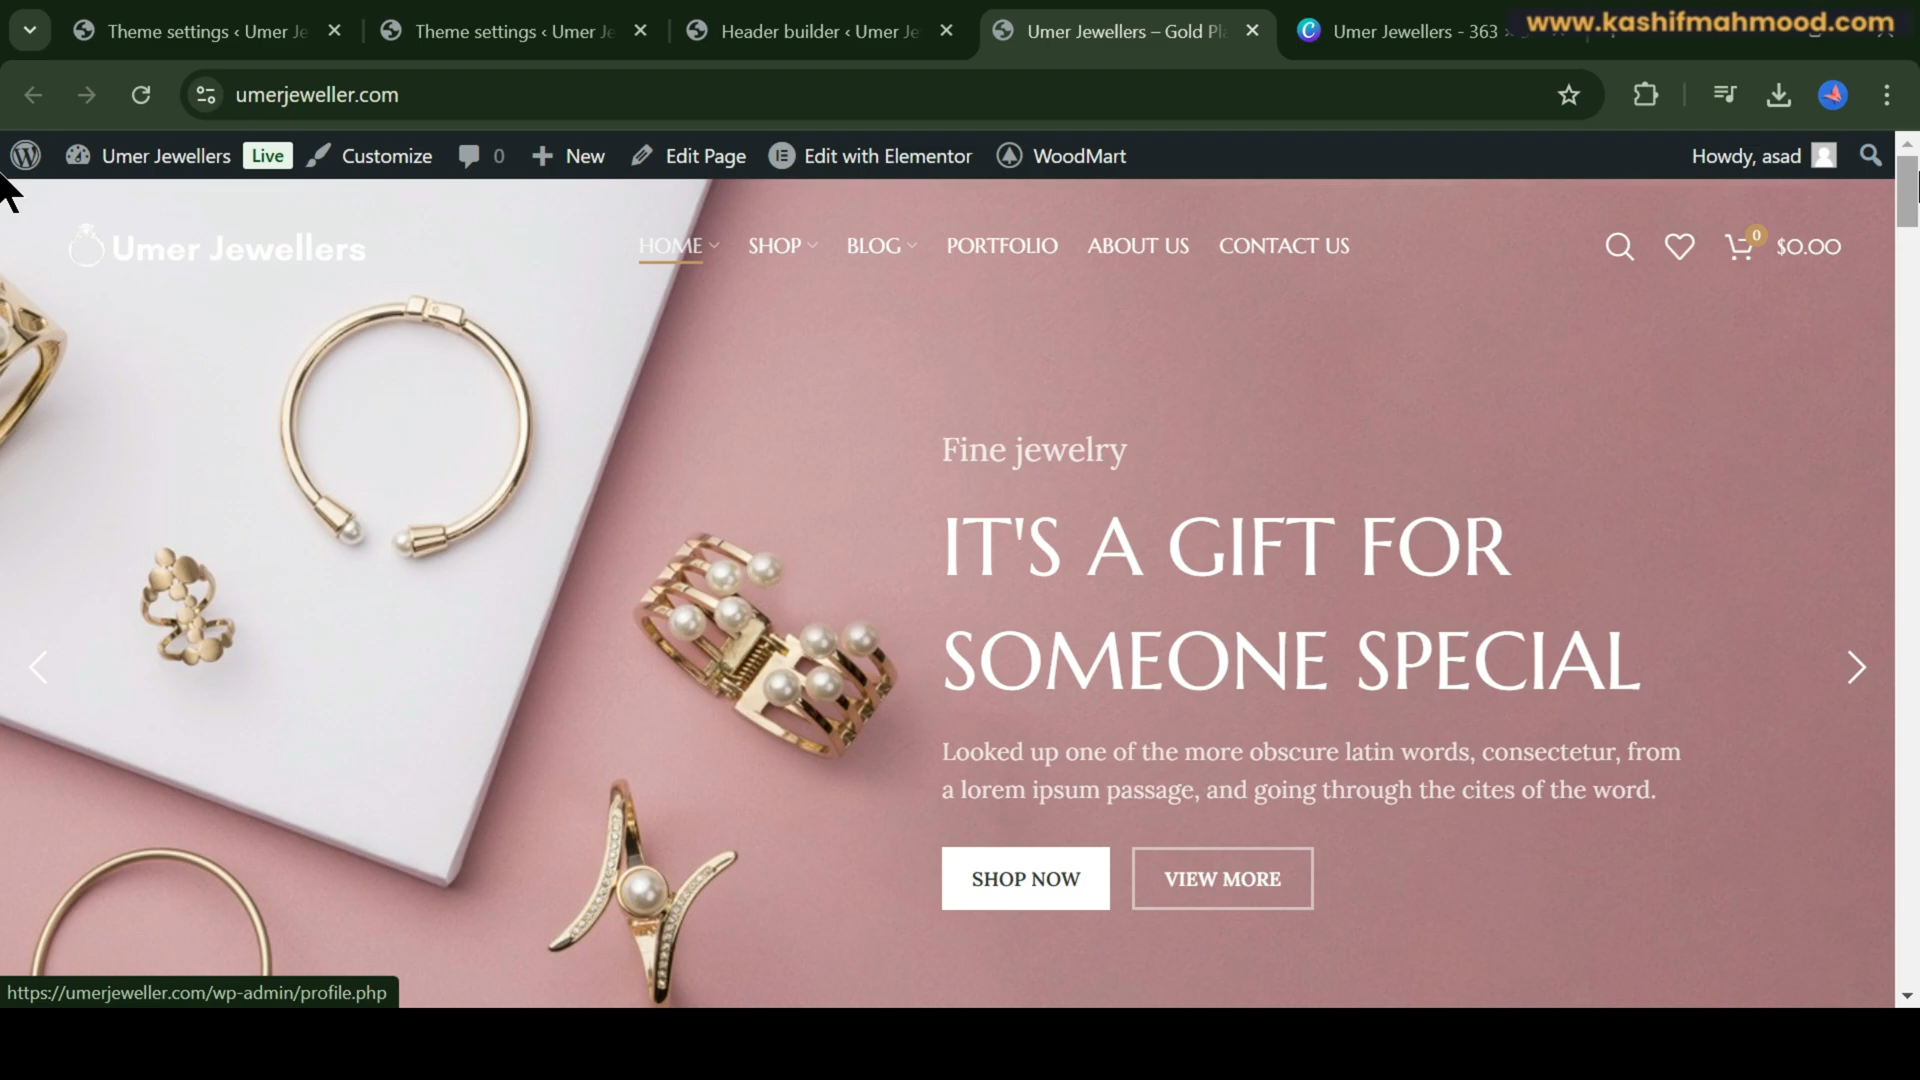 Theme settings ‹ Umer Je
Theme settings ‹ Umer Je
Header builder ‹ Umer Je
Umer Jewellers – Gold Pl
Umer Jewellers - 363
www.kashifmahmood.com
umerjeweller.com
Umer Jewellers
Live
Customize
0
New
Edit Page
Edit with Elementor
WoodMart
Howdy, asad
Umer Jewellers
HOME
SHOP
BLOG
PORTFOLIO
ABOUT US
CONTACT US
0
$0.00
Fine jewelry
IT'S A GIFT FOR
SOMEONE SPECIAL
Looked up one of the more obscure latin words, consectetur, from
a lorem ipsum passage, and going through the cites of the word.
SHOP NOW
VIEW MORE
https://umerjeweller.com/wp-admin/profile.php